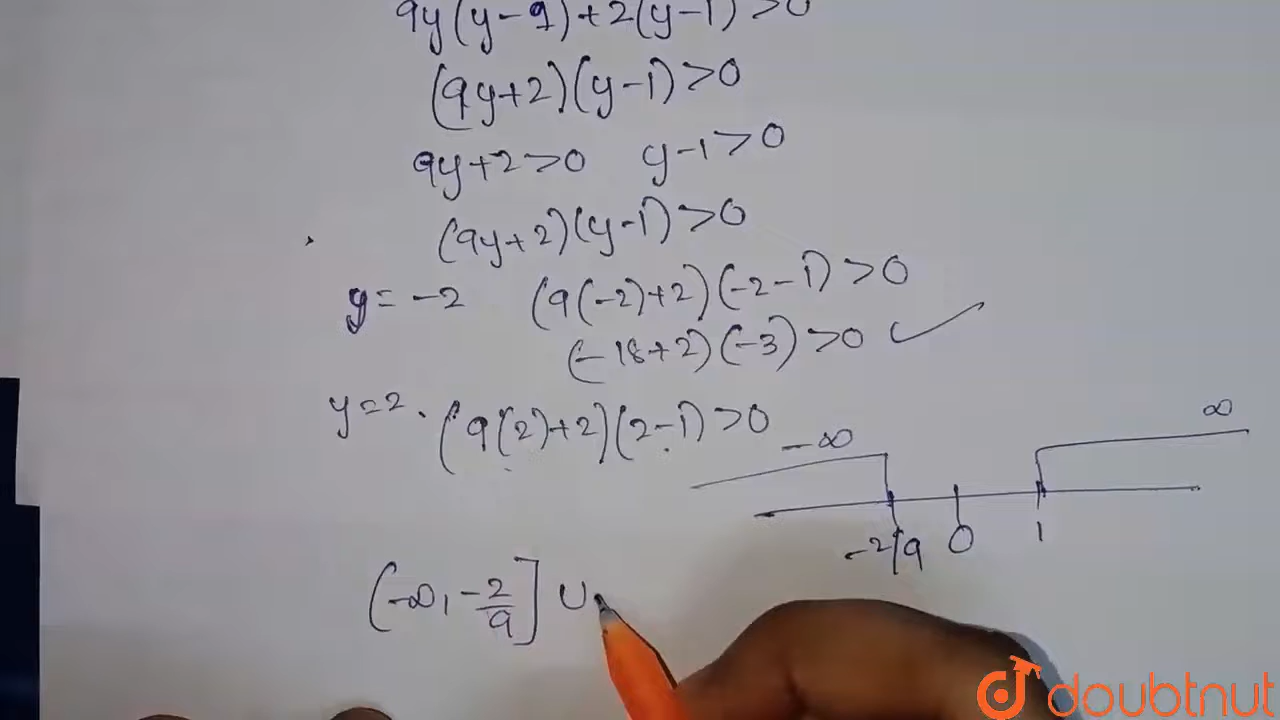 9y(y-9)+2(y-1)>0
(9y+2)(y-1)>0
9y+2>0 y-1>0
(9y+2)(y-1)>0
y=-2 (9(-2)+2)(-2-1)>0
(-18+2)(-3)>0 ✓
y=2. (9(2)+2)(2-1)>0
-∞ ∞
-2/9 0 1
(-∞, -2/9] ∪
doubtnut